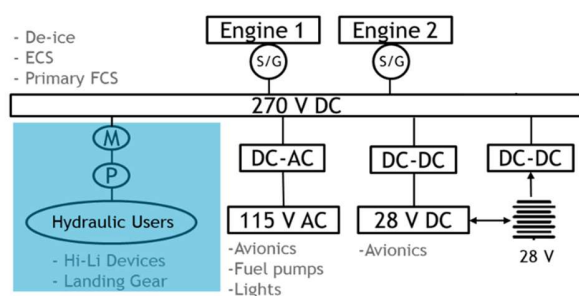 Engine 1
Engine 2
- De-ice
- ECS
- Primary FCS
S/G
S/G
270 V DC
M
P
DC-AC
DC-DC
DC-DC
Hydraulic Users
115 V AC
28 V DC
28 V
- Hi-Li Devices
- Landing Gear
-Avionics
-Fuel pumps
-Lights
-Avionics